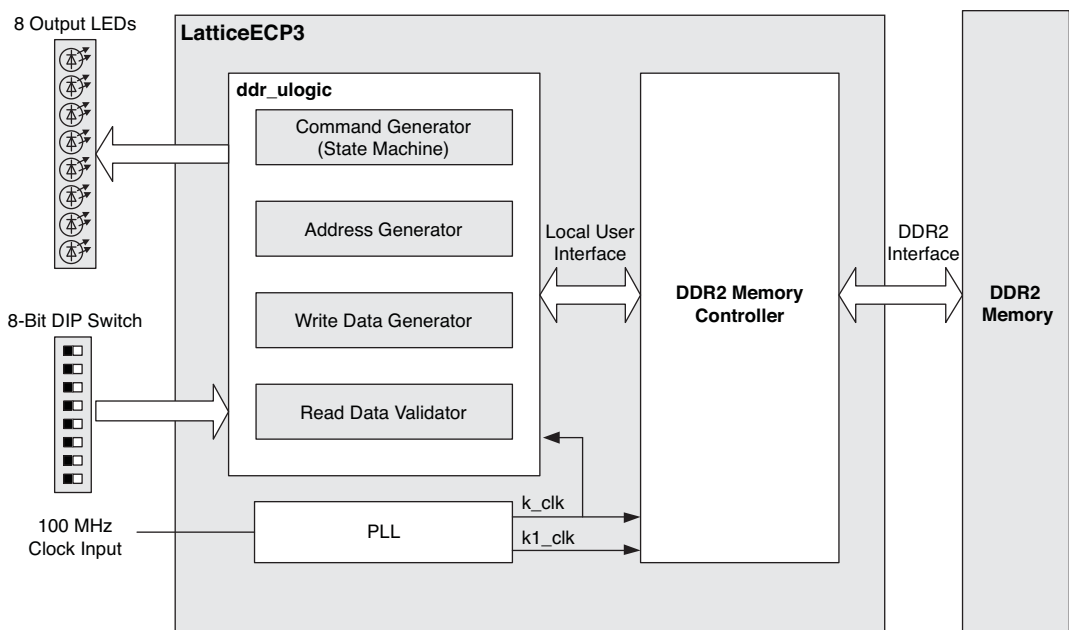 8 Output LEDs
LatticeECP3
ddr_ulogic
Command Generator
(State Machine)
Address Generator
Write Data Generator
Read Data Validator
8-Bit DIP Switch
100 MHz
Clock Input
PLL
k_clk
k1_clk
Local User
Interface
DDR2 Memory
Controller
DDR2
Interface
DDR2
Memory